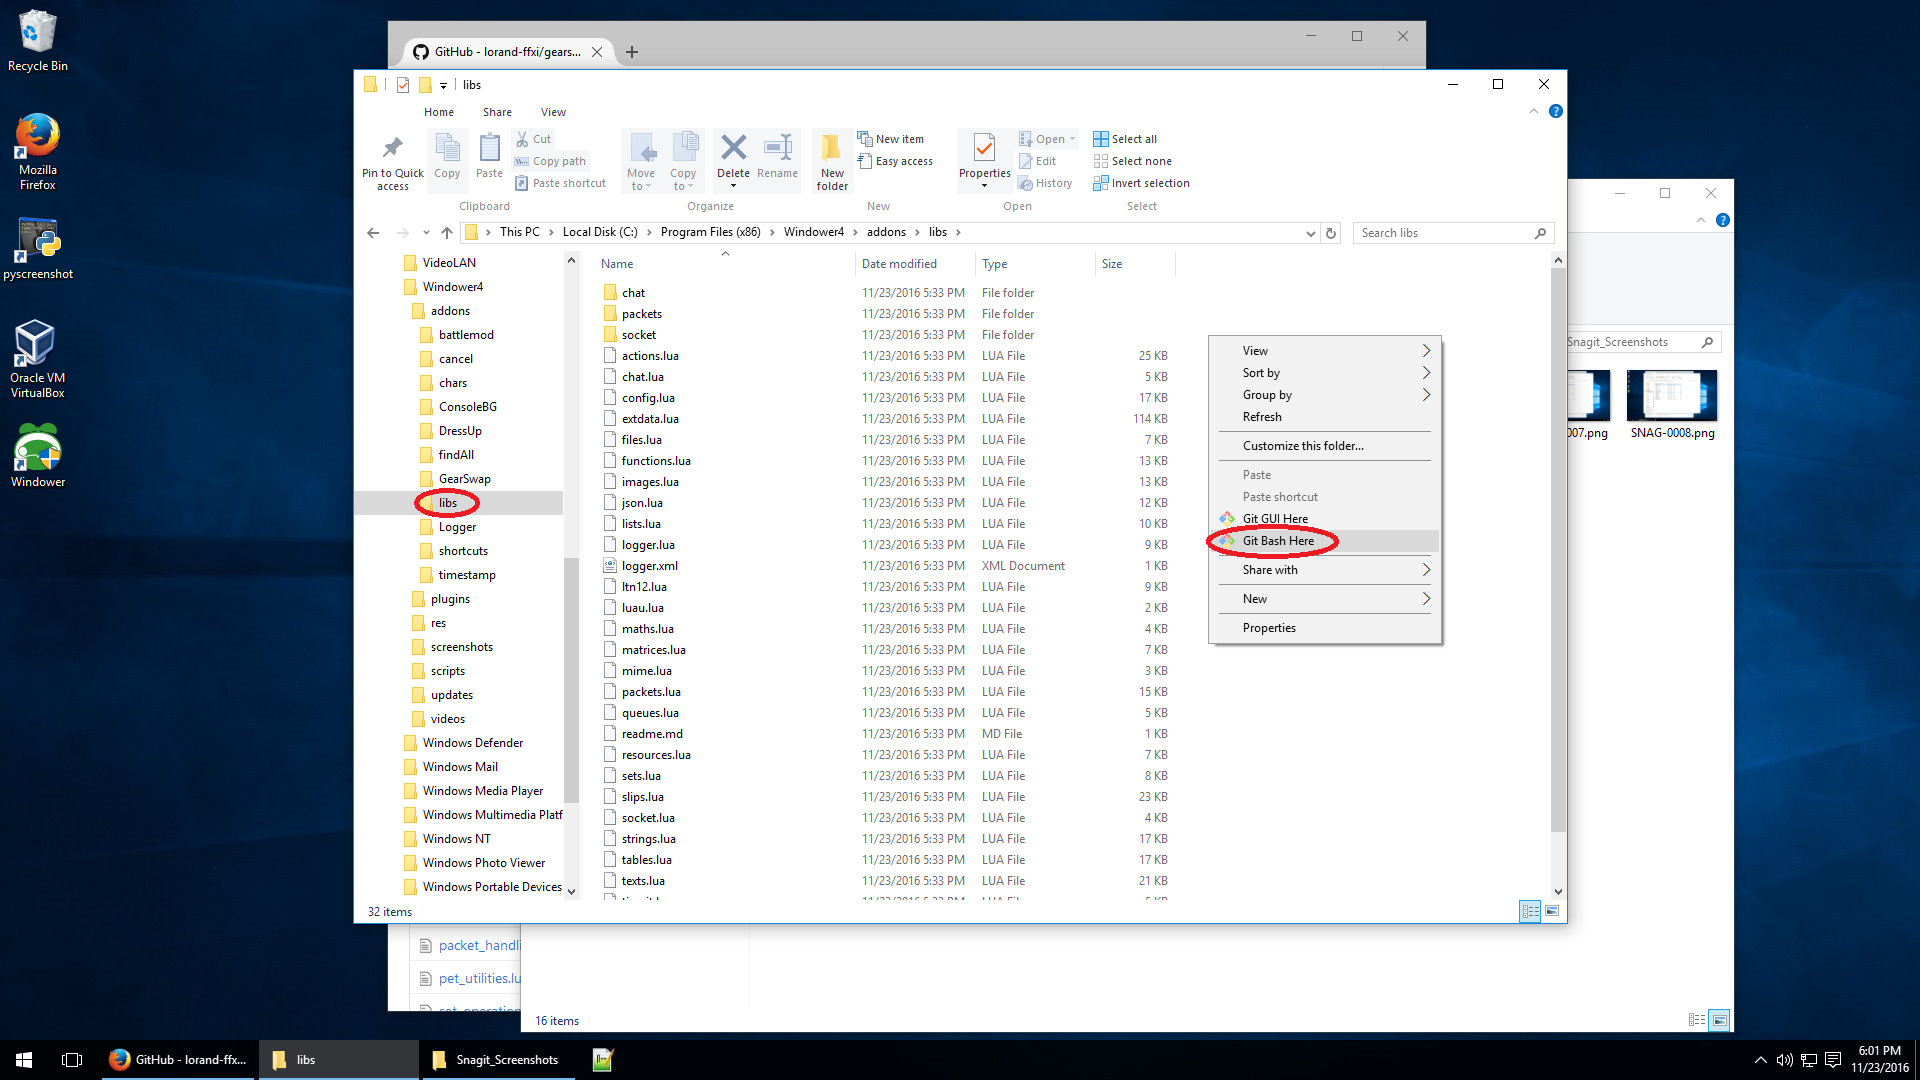 Recycle Bin
Mozilla
Firefox
pyscreenshot
Oracle VM
VirtualBox
Windower
GitHub - lorand-ffxi/gears...
libs
Home Share View
Pin to Quick
access
Copy
Paste
Cut
Copy path
Paste shortcut
Clipboard
Move
to
Copy
to
Delete
Rename
Organize
New
folder
New item
Easy access
New
Properties
Open
Edit
History
Open
Select all
Select none
Invert selection
Select
This PC > Local Disk (C:) > Program Files (x86) > Windower4 > addons > libs >
Search libs
VideoLAN
Windower4
addons
battlemod
cancel
chars
ConsoleBG
DressUp
findAll
GearSwap
libs
Logger
shortcuts
timestamp
plugins
res
screenshots
scripts
updates
videos
Windows Defender
Windows Mail
Windows Media Player
Windows Multimedia Platf
Windows NT
Windows Photo Viewer
Windows Portable Devices
Name Date modified Type Size
chat 11/23/2016 5:33 PM File folder
packets 11/23/2016 5:33 PM File folder
socket 11/23/2016 5:33 PM File folder
actions.lua 11/23/2016 5:33 PM LUA File 25 KB
chat.lua 11/23/2016 5:33 PM LUA File 5 KB
config.lua 11/23/2016 5:33 PM LUA File 17 KB
extdata.lua 11/23/2016 5:33 PM LUA File 114 KB
files.lua 11/23/2016 5:33 PM LUA File 7 KB
functions.lua 11/23/2016 5:33 PM LUA File 13 KB
images.lua 11/23/2016 5:33 PM LUA File 13 KB
json.lua 11/23/2016 5:33 PM LUA File 12 KB
lists.lua 11/23/2016 5:33 PM LUA File 10 KB
logger.lua 11/23/2016 5:33 PM LUA File 9 KB
logger.xml 11/23/2016 5:33 PM XML Document 1 KB
ltn12.lua 11/23/2016 5:33 PM LUA File 9 KB
luau.lua 11/23/2016 5:33 PM LUA File 2 KB
maths.lua 11/23/2016 5:33 PM LUA File 4 KB
matrices.lua 11/23/2016 5:33 PM LUA File 7 KB
mime.lua 11/23/2016 5:33 PM LUA File 3 KB
packets.lua 11/23/2016 5:33 PM LUA File 15 KB
queues.lua 11/23/2016 5:33 PM LUA File 5 KB
readme.md 11/23/2016 5:33 PM MD File 1 KB
resources.lua 11/23/2016 5:33 PM LUA File 7 KB
sets.lua 11/23/2016 5:33 PM LUA File 8 KB
slips.lua 11/23/2016 5:33 PM LUA File 23 KB
socket.lua 11/23/2016 5:33 PM LUA File 4 KB
strings.lua 11/23/2016 5:33 PM LUA File 17 KB
tables.lua 11/23/2016 5:33 PM LUA File 17 KB
texts.lua 11/23/2016 5:33 PM LUA File 21 KB
32 items
View
Sort by
Group by
Refresh
Customize this folder...
Paste
Paste shortcut
Git GUI Here
Git Bash Here
Share with
New
Properties
Snagit_Screenshots
007.png
SNAG-0008.png
packet_handli
pet_utilities.lu
16 items
GitHub - lorand-ffx...
libs
Snagit_Screenshots
6:01 PM
11/23/2016